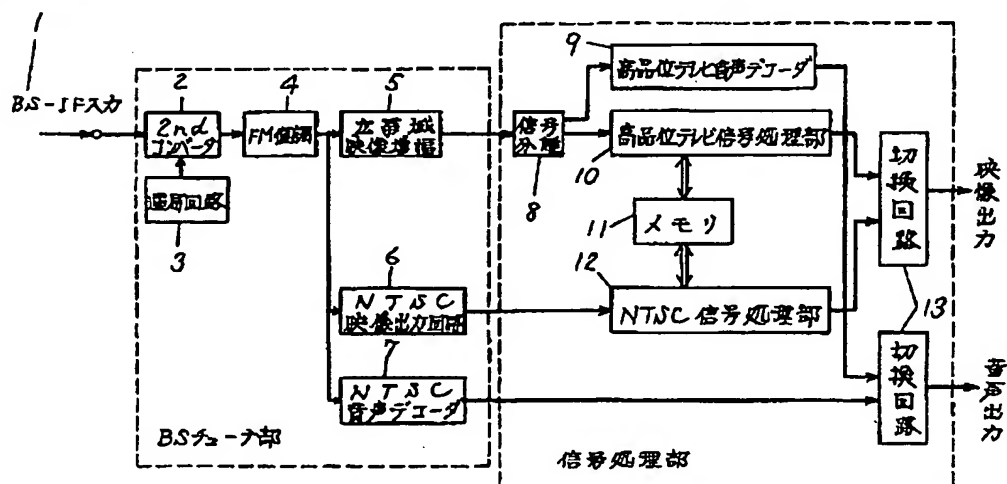 1
BS-IF入力
2
2nd
コンバータ
3
選局回路
4
FM復調
5
広帯域
映像増幅
6
NTSC
映像出力回路
7
NTSC
音声デコーダ
BSチューナ部
8
信号
分離
9
高品位テレビ音声デコーダ
10
高品位テレビ信号処理部
11
メモリ
12
NTSC信号処理部
13
切換回路
切換回路
映像出力
音声出力
信号処理部